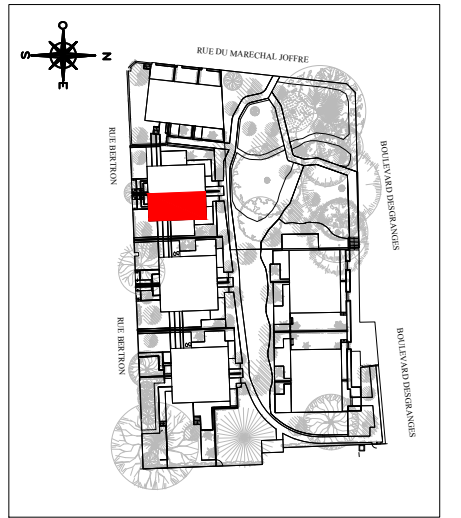 O
S
N
E
RUE DU MARECHAL JOFFRE
RUE BERTRON
BOULEVARD DESGRANGES
RUE BERTRON
BOULEVARD DESGRANGES